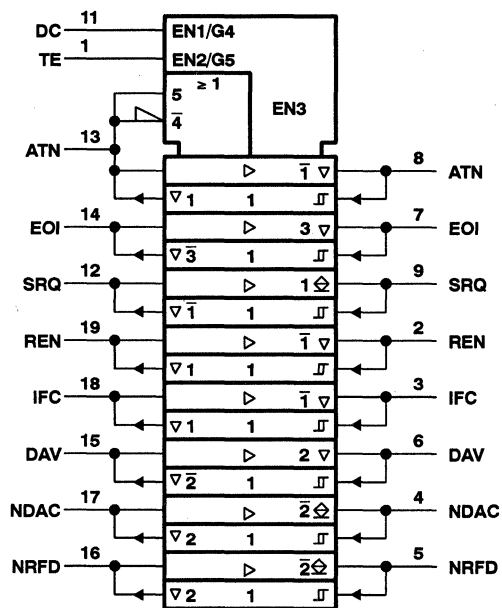 DC 11 EN1/G4
TE 1 EN2/G5
≥ 1
5
EN3
4̅
13
ATN 1̅ ▽ 8 ATN
▽ 1 1
14 7
EOI 3 ▽ EOI
▽ 3̅ 1
12 9
SRQ 1 SRQ
▽ 1̅ 1
19 2
REN 1̅ ▽ REN
▽ 1 1
18 3
IFC 1̅ ▽ IFC
▽ 1 1
15 6
DAV 2 ▽ DAV
▽ 2̅ 1
17 4
NDAC 2̅ NDAC
▽ 2 1
16 5
NRFD 2̅ NRFD
▽ 2 1